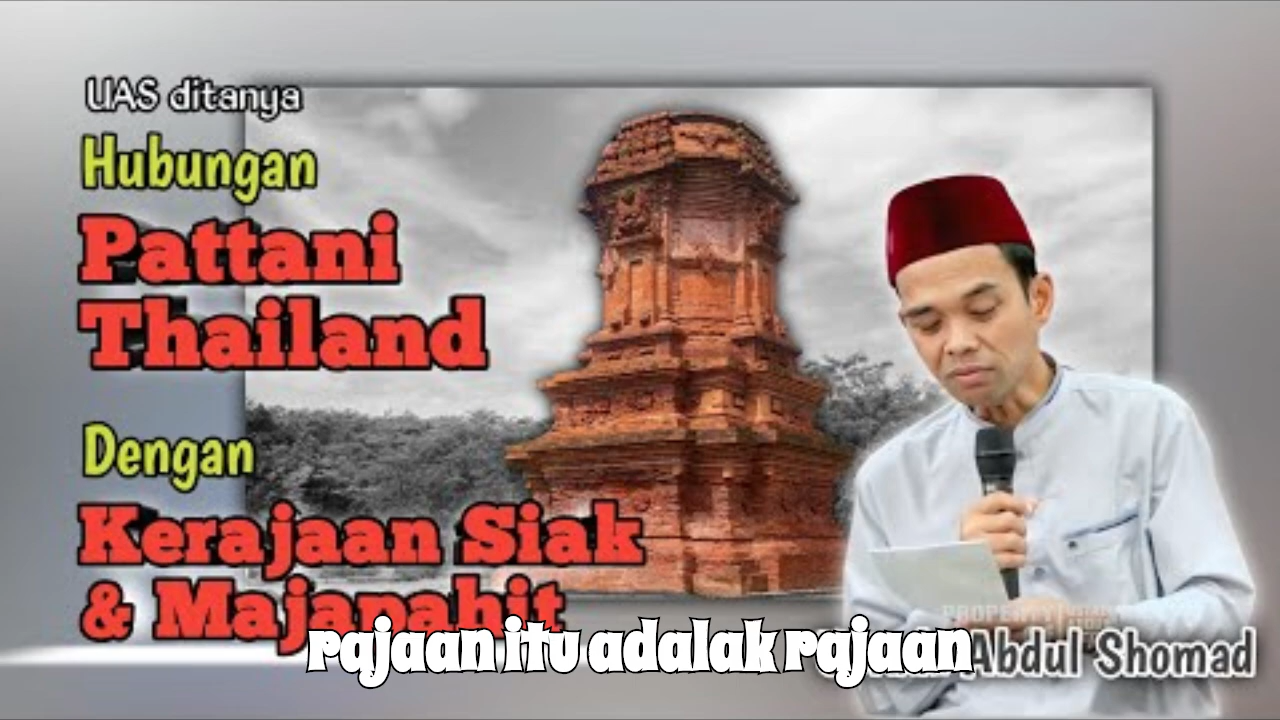 UAS ditanya
Hubungan
Pattani
Thailand
Dengan
Kerajaan Siak
& Majapahit
rajaan itu adalak rajaan
Abdul Shomad